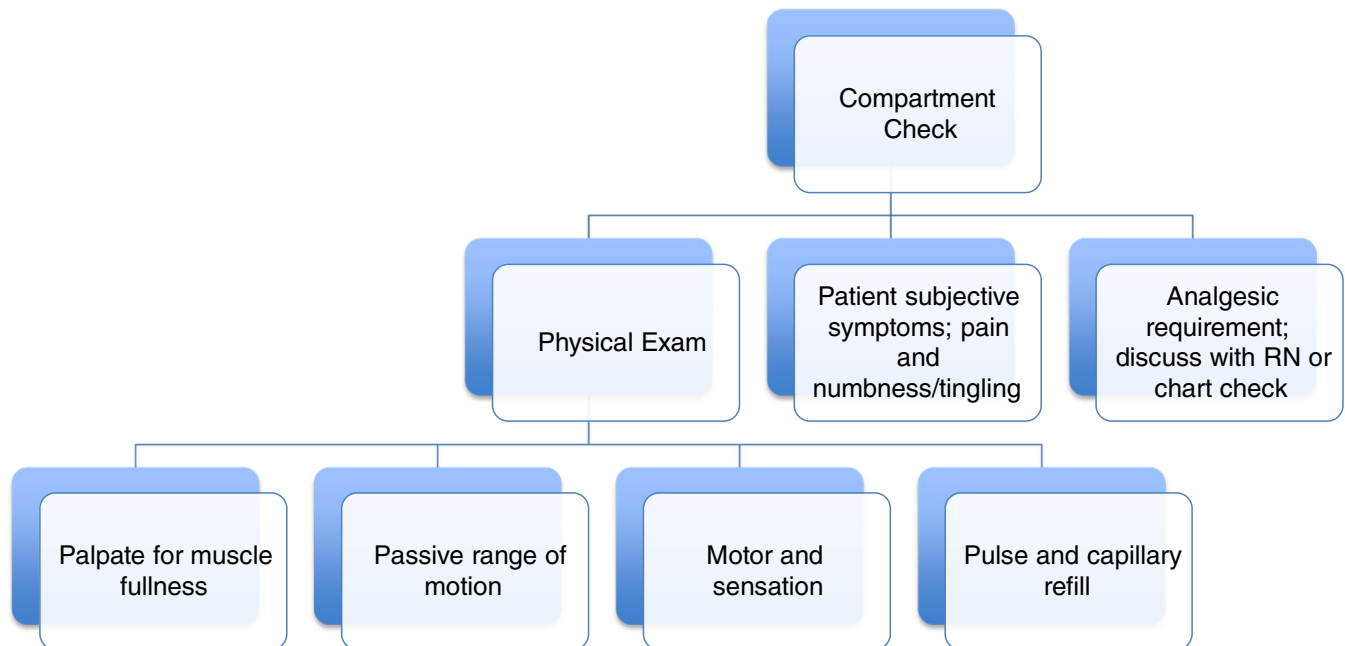 Compartment
Check
Physical Exam
Patient subjective
symptoms; pain
and
numbness/tingling
Analgesic
requirement;
discuss with RN or
chart check
Palpate for muscle
fullness
Passive range of
motion
Motor and
sensation
Pulse and capillary
refill